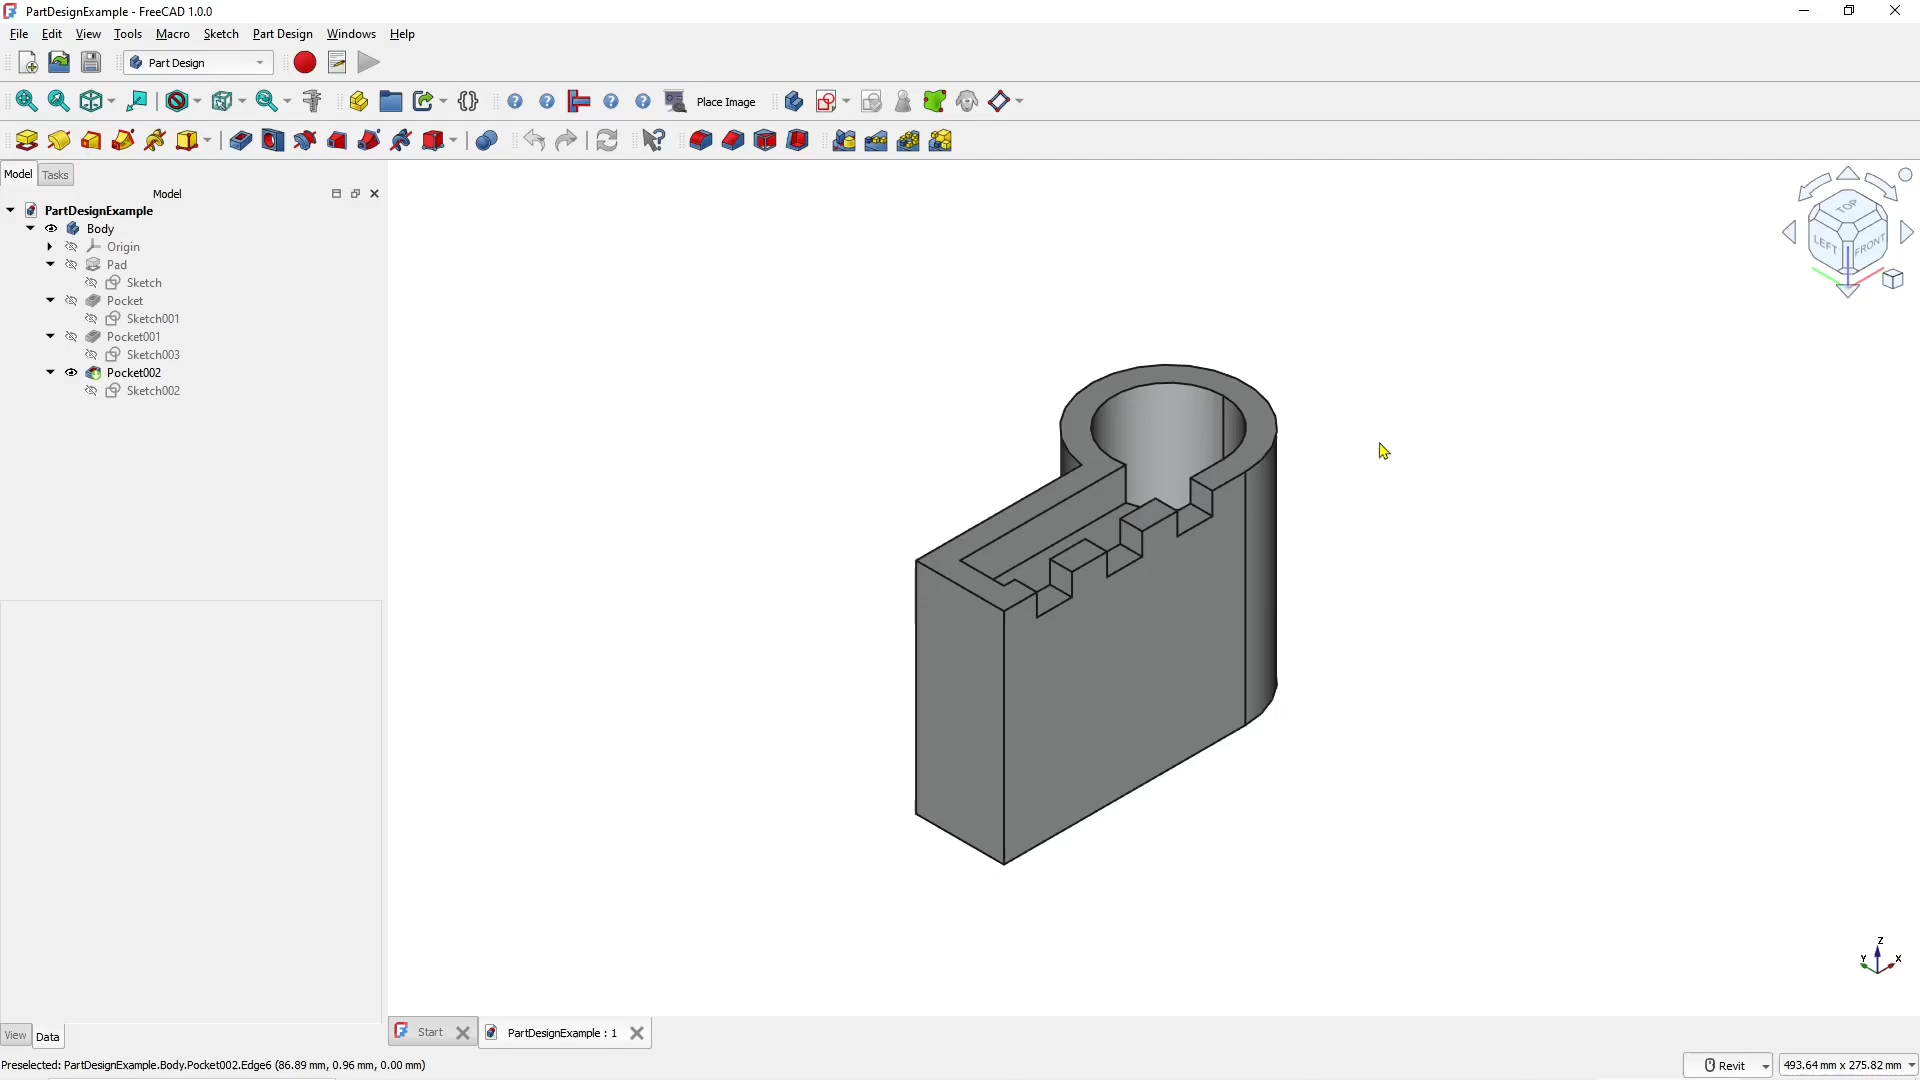 PartDesignExample - FreeCAD 1.0.0
File Edit View Tools Macro Sketch Part Design Windows Help
Part Design
Place Image
Model Tasks
Model
PartDesignExample
Body
Origin
Pad
Sketch
Pocket
Sketch001
Pocket001
Sketch003
Pocket002
Sketch002
TOP
LEFT FRONT
Z
Y X
View Data
Start PartDesignExample : 1
Preselected: PartDesignExample.Body.Pocket002.Edge6 (86.89 mm, 0.96 mm, 0.00 mm)
Revit 493.64 mm x 275.82 mm